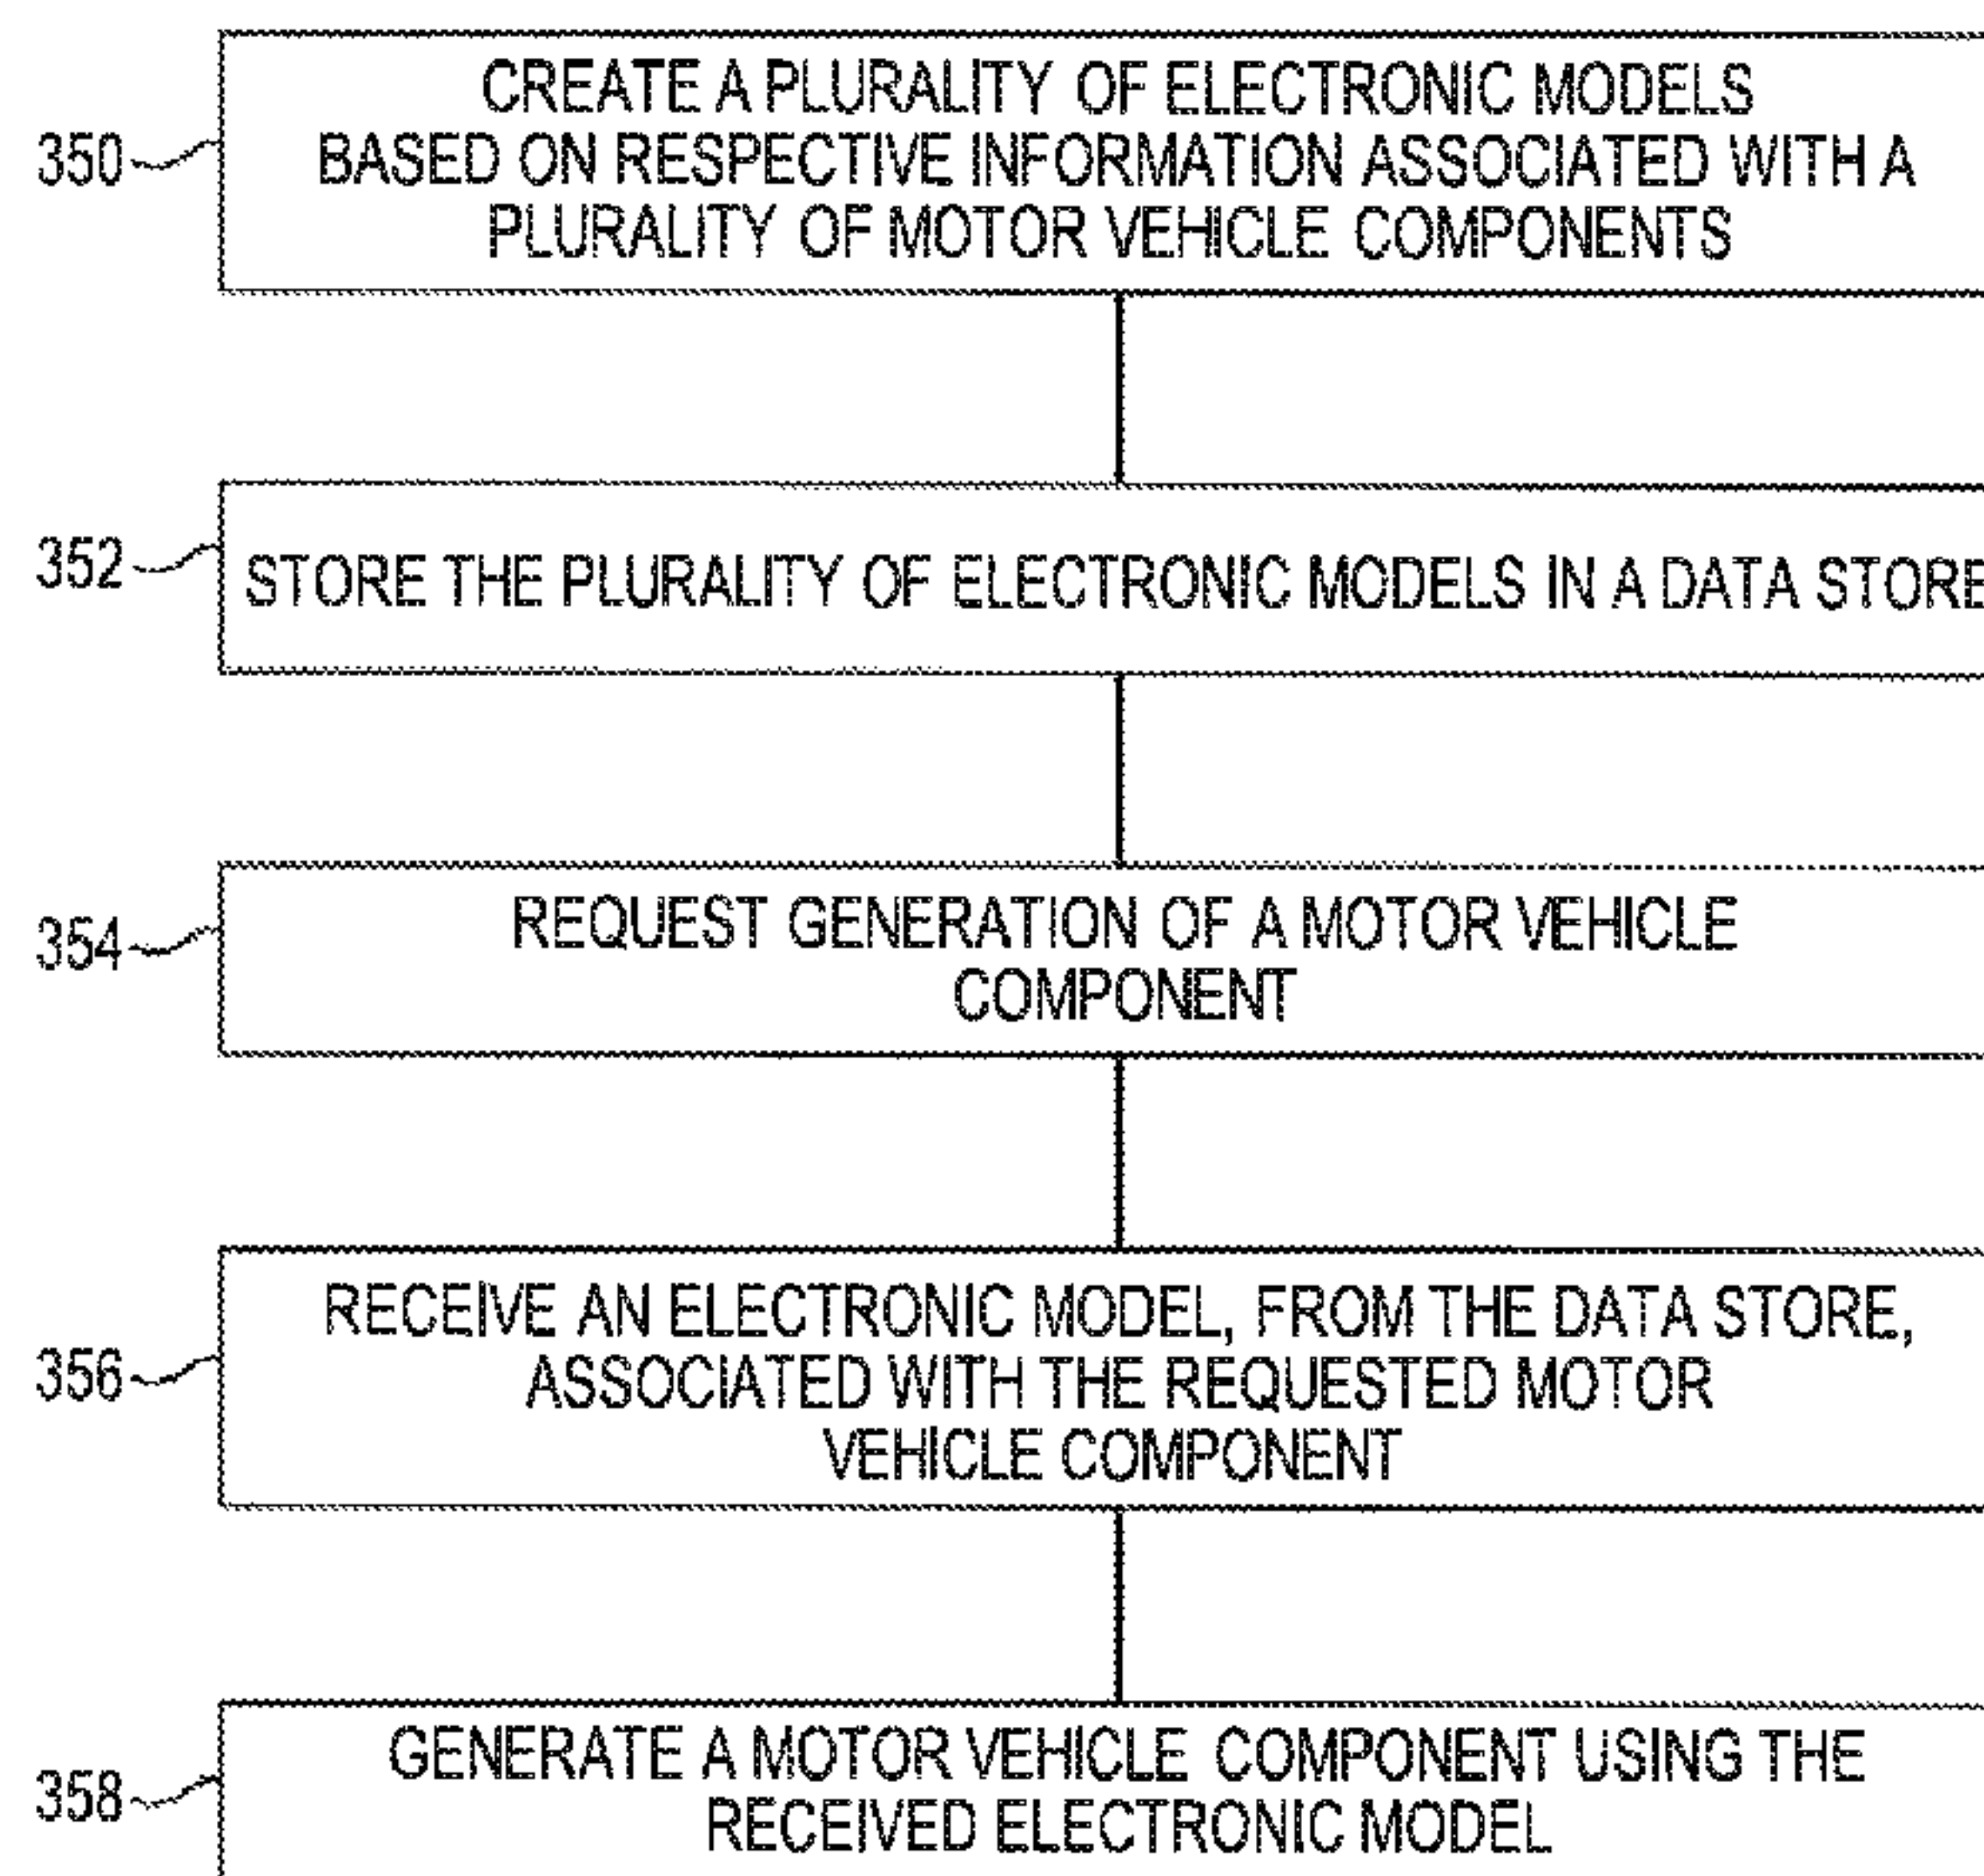 CREATE A PLURALITY OF ELECTRONIC MODELS
350 BASED ON RESPECTIVE INFORMATION ASSOCIATED WITH A
PLURALITY OF MOTOR VEHICLE COMPONENTS
352 STORE THE PLURALITY OF ELECTRONIC MODELS IN A DATA STORE
REQUEST GENERATION OF A MOTOR VEHICLE
354
COMPONENT
RECEIVE AN ELECTRONIC MODEL, FROM THE DATA STORE,
356 ASSOCIATED WITH THE REQUESTED MOTOR
VEHICLE COMPONENT
GENERATE A MOTOR VEHICLE COMPONENT USING THE
358
RECEIVED ELECTRONIC MODEL